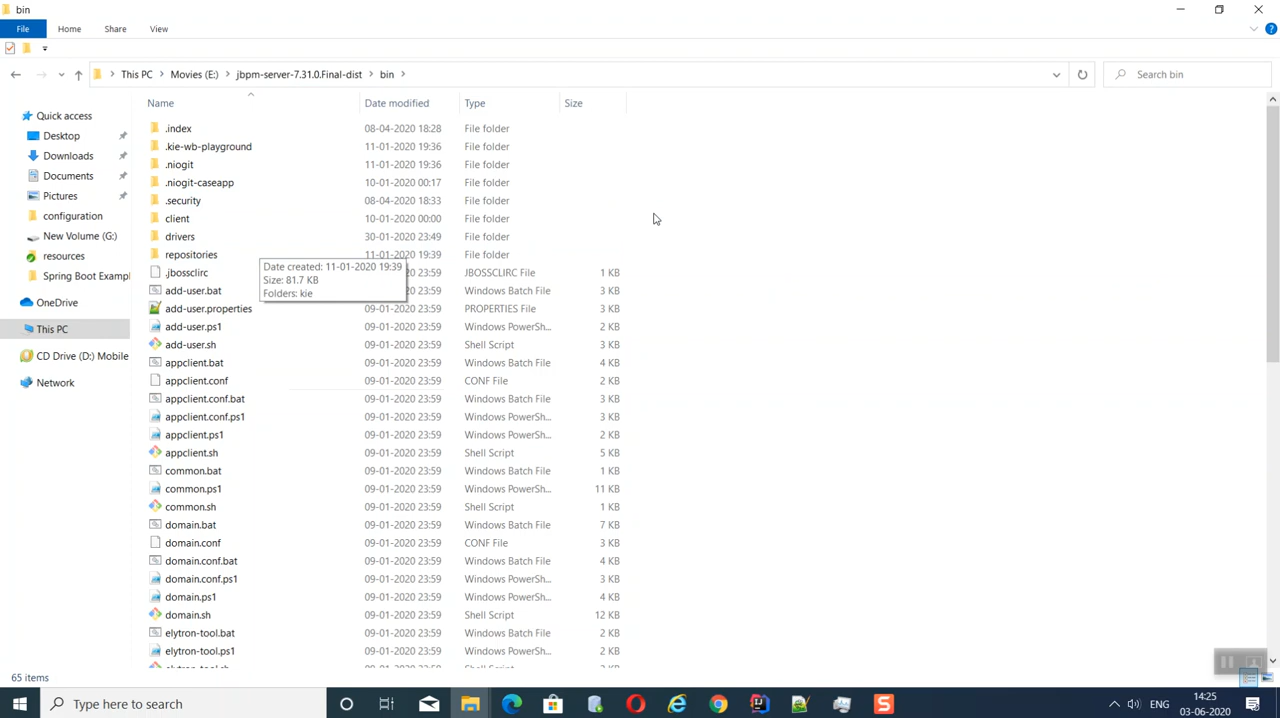 bin
File
Home
Share
View
This PC
Movies (E:)
jbpm-server-7.31.0.Final-dist
bin
Search bin
Name
Date modified
Type
Size
Quick access
Desktop
Downloads
Documents
Pictures
configuration
New Volume (G:)
resources
Spring Boot Exampl
OneDrive
This PC
CD Drive (D:) Mobile
Network
.index 08-04-2020 18:28 File folder
.kie-wb-playground 11-01-2020 19:36 File folder
.niogit 11-01-2020 19:36 File folder
.niogit-caseapp 10-01-2020 00:17 File folder
.security 08-04-2020 18:33 File folder
client 10-01-2020 00:00 File folder
drivers 30-01-2020 23:49 File folder
repositories 11-01-2020 19:39 File folder
.jbossclirc 23:59 JBOSSCLIRC File 1 KB
add-user.bat 23:59 Windows Batch File 3 KB
add-user.properties 09-01-2020 23:59 PROPERTIES File 3 KB
add-user.ps1 09-01-2020 23:59 Windows PowerSh... 2 KB
add-user.sh 09-01-2020 23:59 Shell Script 3 KB
appclient.bat 09-01-2020 23:59 Windows Batch File 4 KB
appclient.conf 09-01-2020 23:59 CONF File 2 KB
appclient.conf.bat 09-01-2020 23:59 Windows Batch File 3 KB
appclient.conf.ps1 09-01-2020 23:59 Windows PowerSh... 3 KB
appclient.ps1 09-01-2020 23:59 Windows PowerSh... 2 KB
appclient.sh 09-01-2020 23:59 Shell Script 5 KB
common.bat 09-01-2020 23:59 Windows Batch File 1 KB
common.ps1 09-01-2020 23:59 Windows PowerSh... 11 KB
common.sh 09-01-2020 23:59 Shell Script 1 KB
domain.bat 09-01-2020 23:59 Windows Batch File 7 KB
domain.conf 09-01-2020 23:59 CONF File 3 KB
domain.conf.bat 09-01-2020 23:59 Windows Batch File 4 KB
domain.conf.ps1 09-01-2020 23:59 Windows PowerSh... 3 KB
domain.ps1 09-01-2020 23:59 Windows PowerSh... 4 KB
domain.sh 09-01-2020 23:59 Shell Script 12 KB
elytron-tool.bat 09-01-2020 23:59 Windows Batch File 2 KB
elytron-tool.ps1 09-01-2020 23:59 Windows PowerSh... 2 KB
Date created: 11-01-2020 19:39
Size: 81.7 KB
Folders: kie
65 items
Type here to search
ENG
14:25
03-06-2020